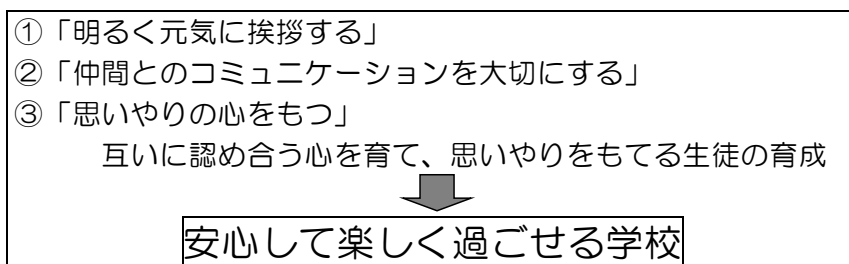 ①「明るく元気に挨拶する」
②「仲間とのコミュニケーションを大切にする」
③「思いやりの心をもつ」
互いに認め合う心を育て、思いやりをもてる生徒の育成
安心して楽しく過ごせる学校